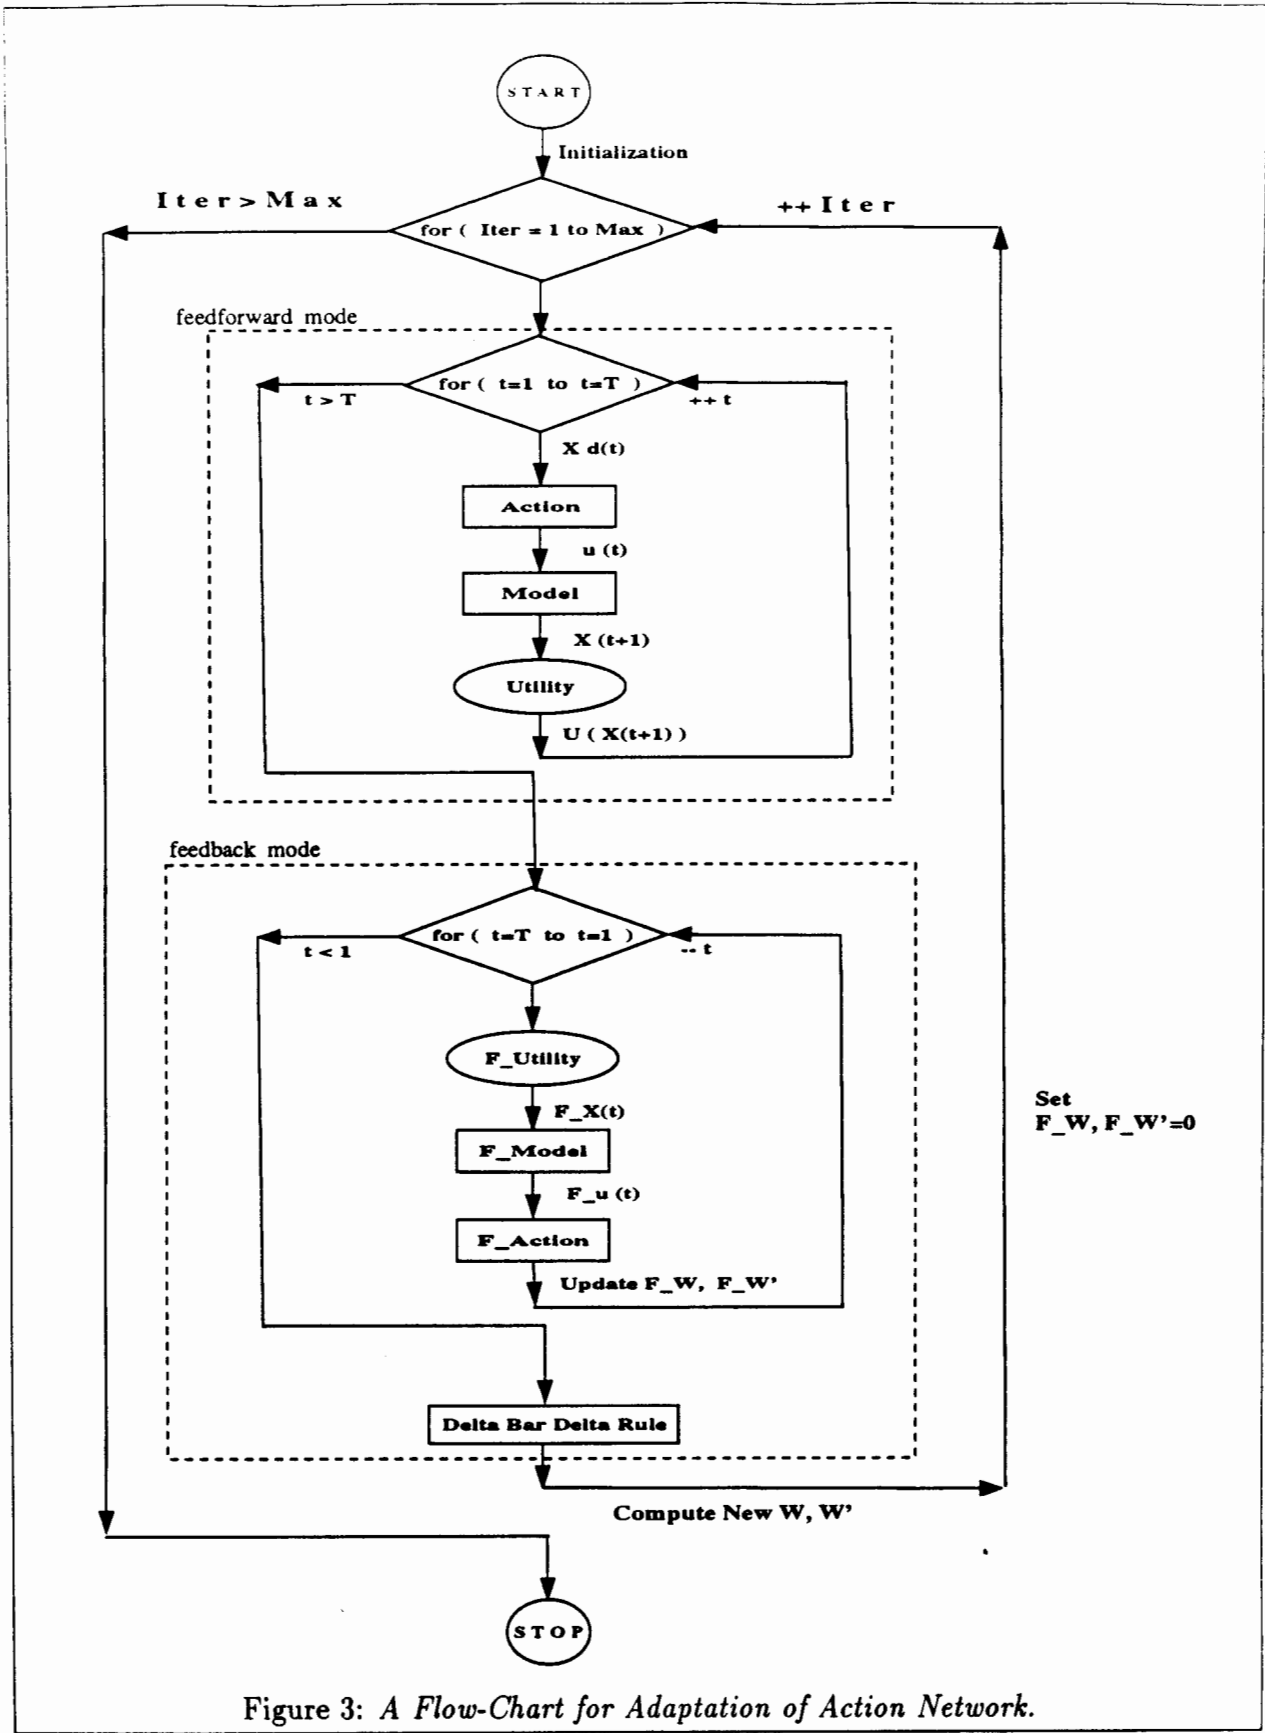 START
Initialization
Iter > Max
++ Iter
for ( Iter = 1 to Max )
feedforward mode
for ( t=1 to t=T )
t > T
++ t
X d(t)
Action
u (t)
Model
X (t+1)
Utility
U ( X(t+1) )
feedback mode
for ( t=T to t=1 )
t < 1
-- t
F_Utility
F_X(t)
F_Model
F_u (t)
F_Action
Update F_W, F_W'
Set
F_W, F_W'=0
Delta Bar Delta Rule
Compute New W, W'
STOP
Figure 3: A Flow-Chart for Adaptation of Action Network.